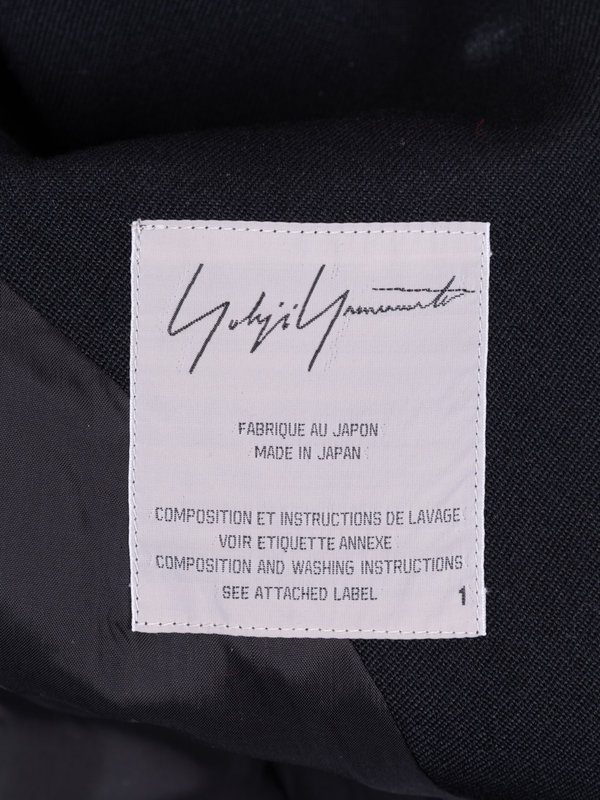 Yohji Yamamoto
FABRIQUE AU JAPON
MADE IN JAPAN
COMPOSITION ET INSTRUCTIONS DE LAVAGE
VOIR ETIQUETTE ANNEXE
COMPOSITION AND WASHING INSTRUCTIONS
SEE ATTACHED LABEL 1